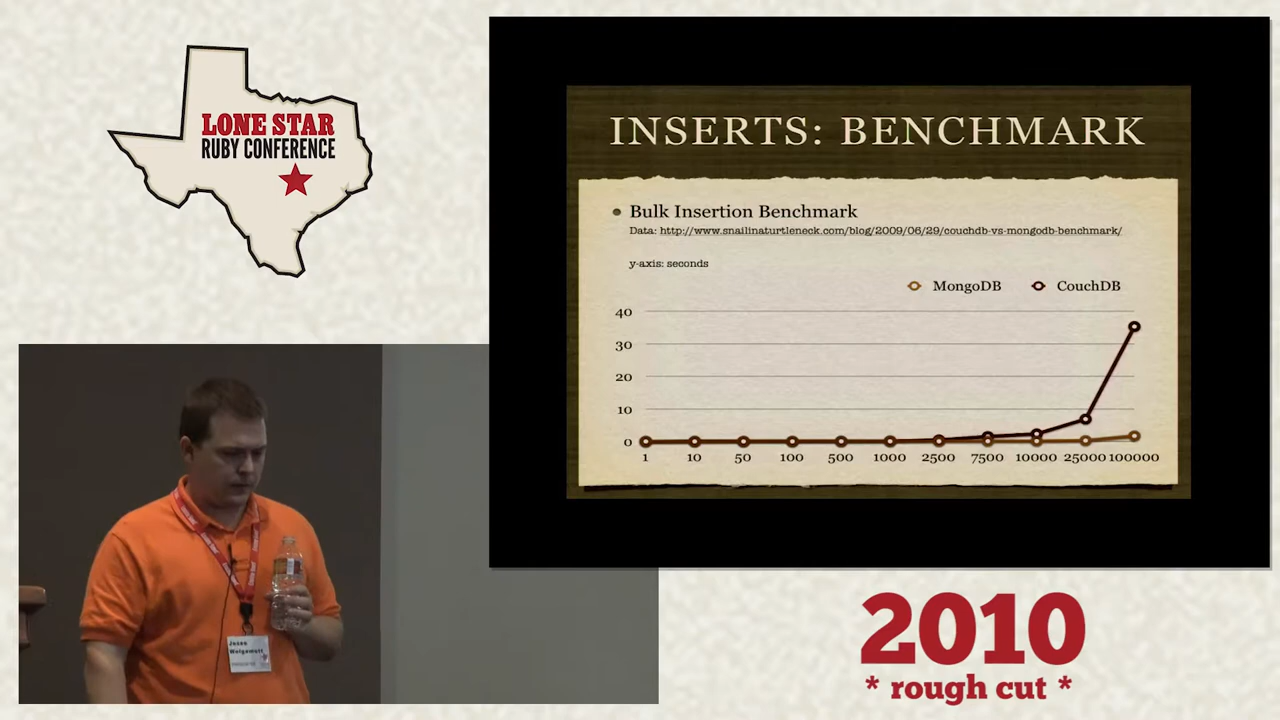 LONE STAR
RUBY CONFERENCE
INSERTS: BENCHMARK
Bulk Insertion Benchmark
Data: http://www.snailinaturtleneck.com/blog/2009/06/29/couchdb-vs-mongodb-benchmark/
y-axis: seconds
MongoDB CouchDB
40
30
20
10
0
1 10 50 100 500 1000 2500 7500 10000 25000 100000
Jesse
Wolgamott
2010
* rough cut *